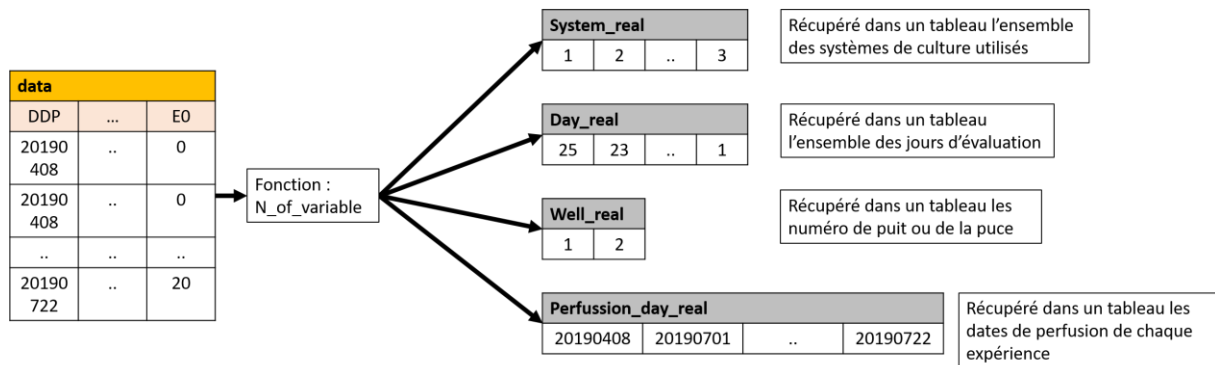 data
DDP ... E0
20190 .. 0
408
20190 .. 0
408
.. .. ..
20190 .. 20
722
Fonction :
N_of_variable
System_real
1 2 .. 3
Récupéré dans un tableau l’ensemble
des systèmes de culture utilisés
Day_real
25 23 .. 1
Récupéré dans un tableau
l’ensemble des jours d’évaluation
Well_real
1 2
Récupéré dans un tableau les
numéro de puit ou de la puce
Perfussion_day_real
20190408 20190701 .. 20190722
Récupéré dans un tableau les
dates de perfusion de chaque
expérience